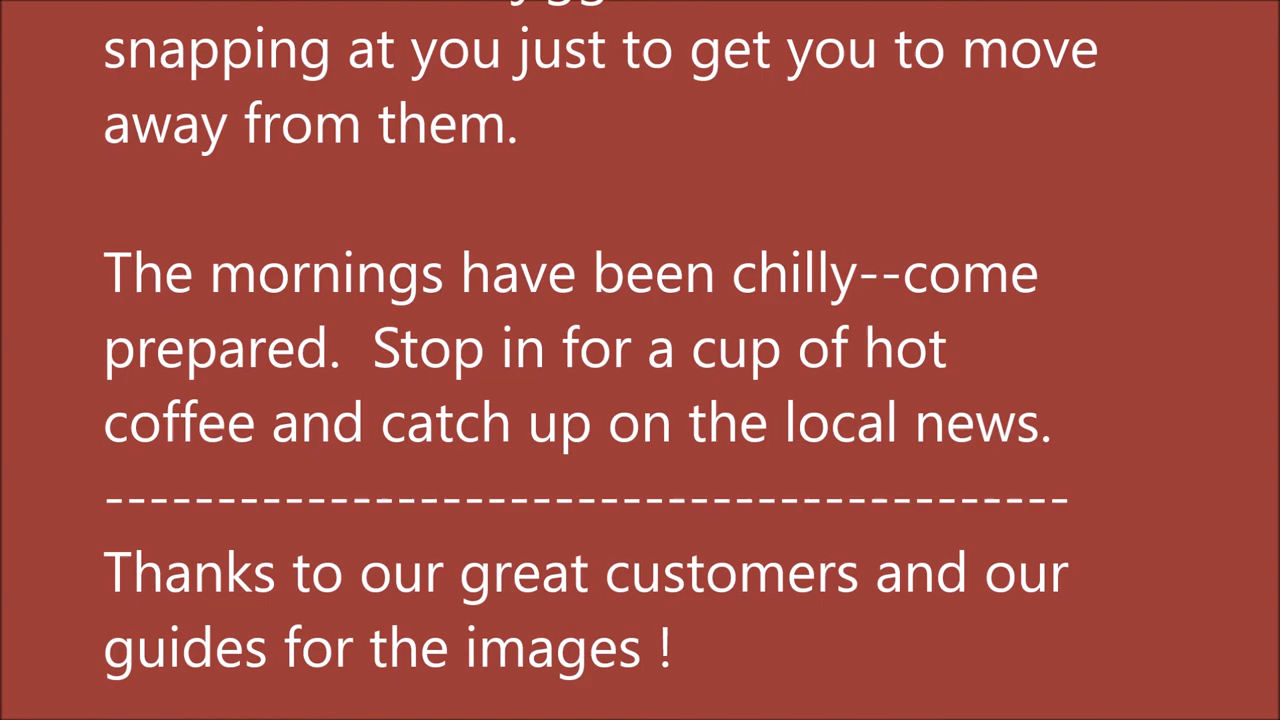 snapping at you just to get you to move
away from them.
The mornings have been chilly--come
prepared.  Stop in for a cup of hot
coffee and catch up on the local news.
---------------------------------------
Thanks to our great customers and our
guides for the images !